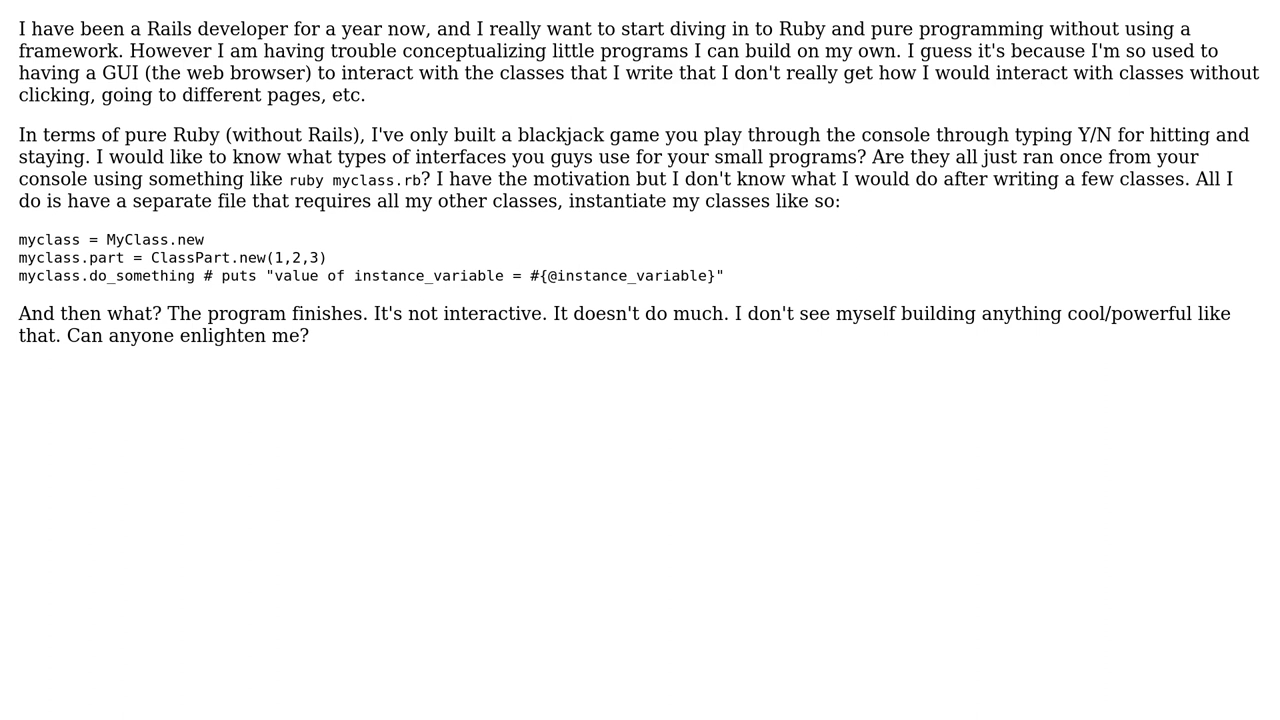 I have been a Rails developer for a year now, and I really want to start diving in to Ruby and pure programming without using a
framework. However I am having trouble conceptualizing little programs I can build on my own. I guess it's because I'm so used to
having a GUI (the web browser) to interact with the classes that I write that I don't really get how I would interact with classes without
clicking, going to different pages, etc.
In terms of pure Ruby (without Rails), I've only built a blackjack game you play through the console through typing Y/N for hitting and
staying. I would like to know what types of interfaces you guys use for your small programs? Are they all just ran once from your
console using something like ruby myclass.rb? I have the motivation but I don't know what I would do after writing a few classes. All I
do is have a separate file that requires all my other classes, instantiate my classes like so:
myclass = MyClass.new
myclass.part = ClassPart.new(1,2,3)
myclass.do_something # puts "value of instance_variable = #{@instance_variable}"
And then what? The program finishes. It's not interactive. It doesn't do much. I don't see myself building anything cool/powerful like
that. Can anyone enlighten me?